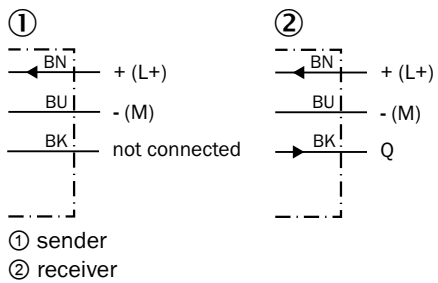 ① ②
BN + (L+) BN + (L+)
BU - (M) BU - (M)
BK not connected BK Q
① sender
② receiver